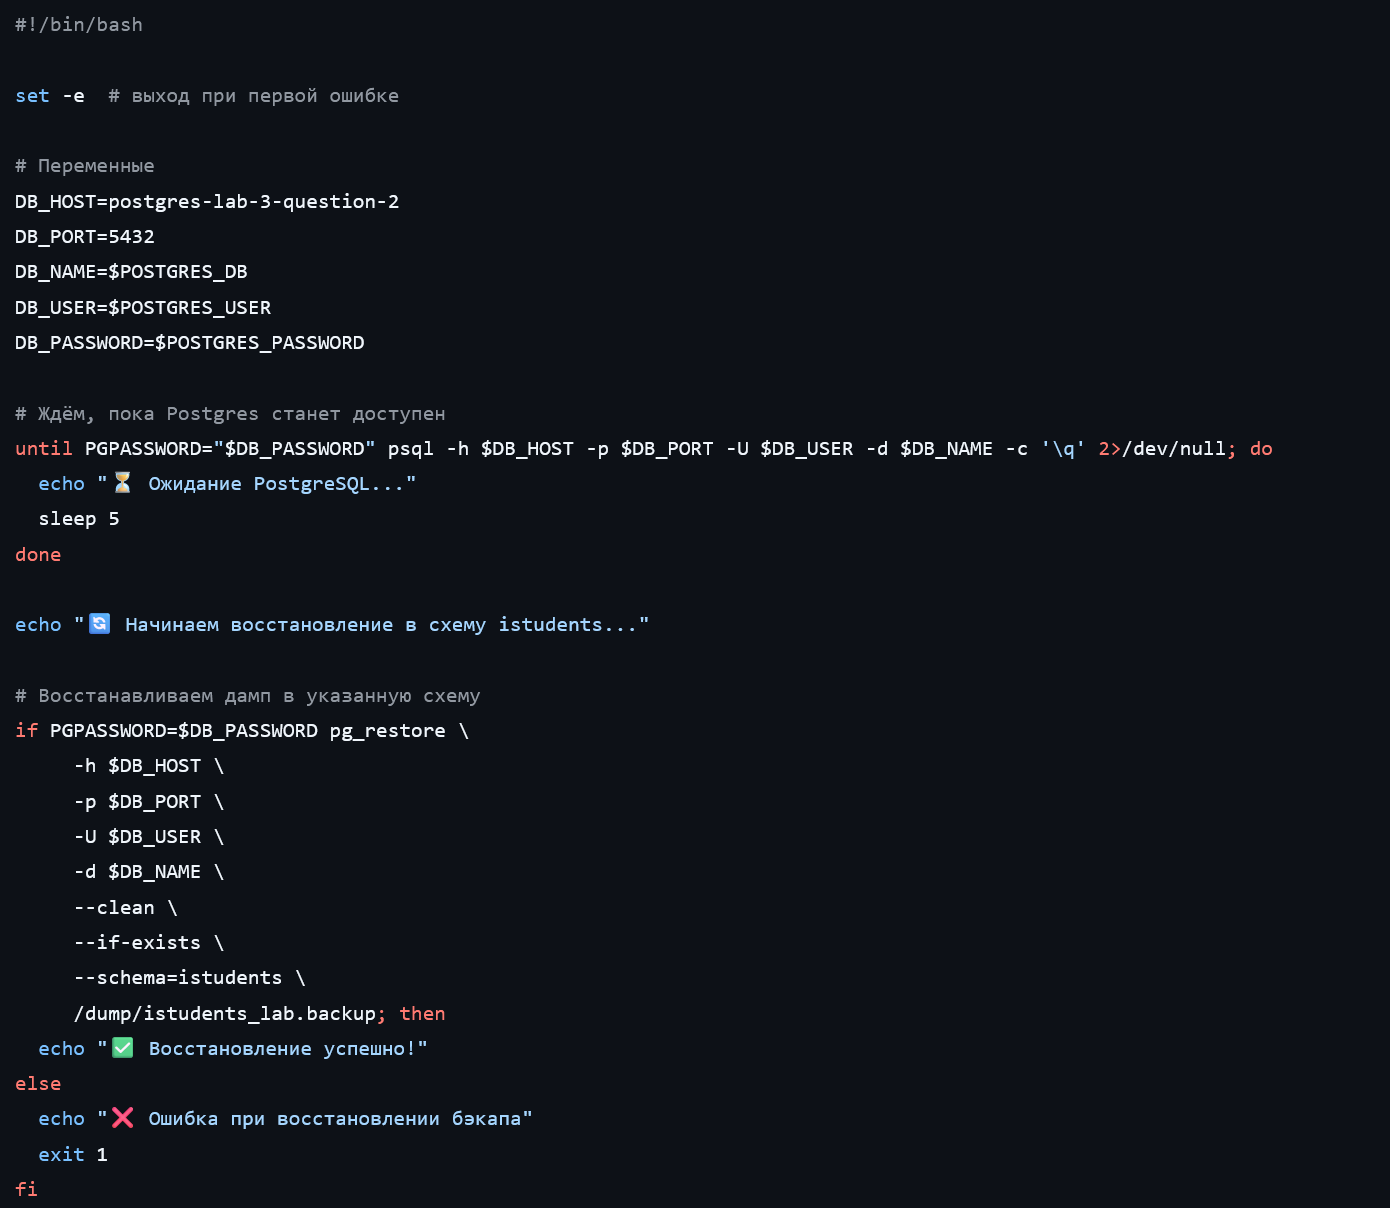 #!/bin/bash
set -e  # выход при первой ошибке
# Переменные
DB_HOST=postgres-lab-3-question-2
DB_PORT=5432
DB_NAME=$POSTGRES_DB
DB_USER=$POSTGRES_USER
DB_PASSWORD=$POSTGRES_PASSWORD
# Ждём, пока Postgres станет доступен
until PGPASSWORD="$DB_PASSWORD" psql -h $DB_HOST -p $DB_PORT -U $DB_USER -d $DB_NAME -c '\q' 2>/dev/null; do
  echo "⏳ Ожидание PostgreSQL..."
  sleep 5
done
echo "🔄 Начинаем восстановление в схему istudents..."
# Восстанавливаем дамп в указанную схему
if PGPASSWORD=$DB_PASSWORD pg_restore \
     -h $DB_HOST \
     -p $DB_PORT \
     -U $DB_USER \
     -d $DB_NAME \
     --clean \
     --if-exists \
     --schema=istudents \
     /dump/istudents_lab.backup; then
  echo "✅ Восстановление успешно!"
else
  echo "❌ Ошибка при восстановлении бэкапа"
  exit 1
fi